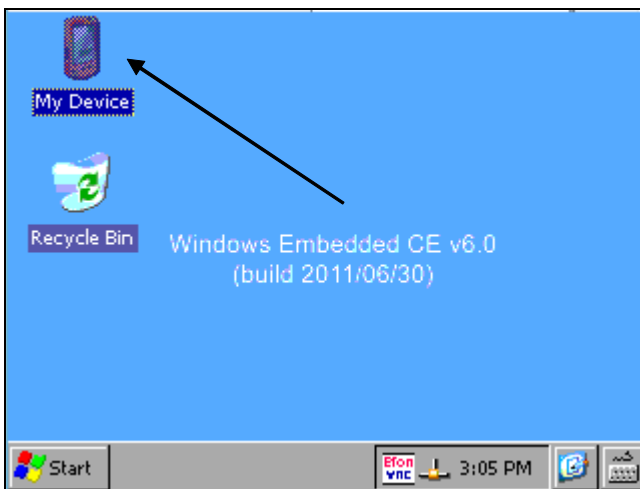 My Device
Recycle Bin
Windows Embedded CE v6.0
(build 2011/06/30)
Start
Efon
vnc
3:05 PM